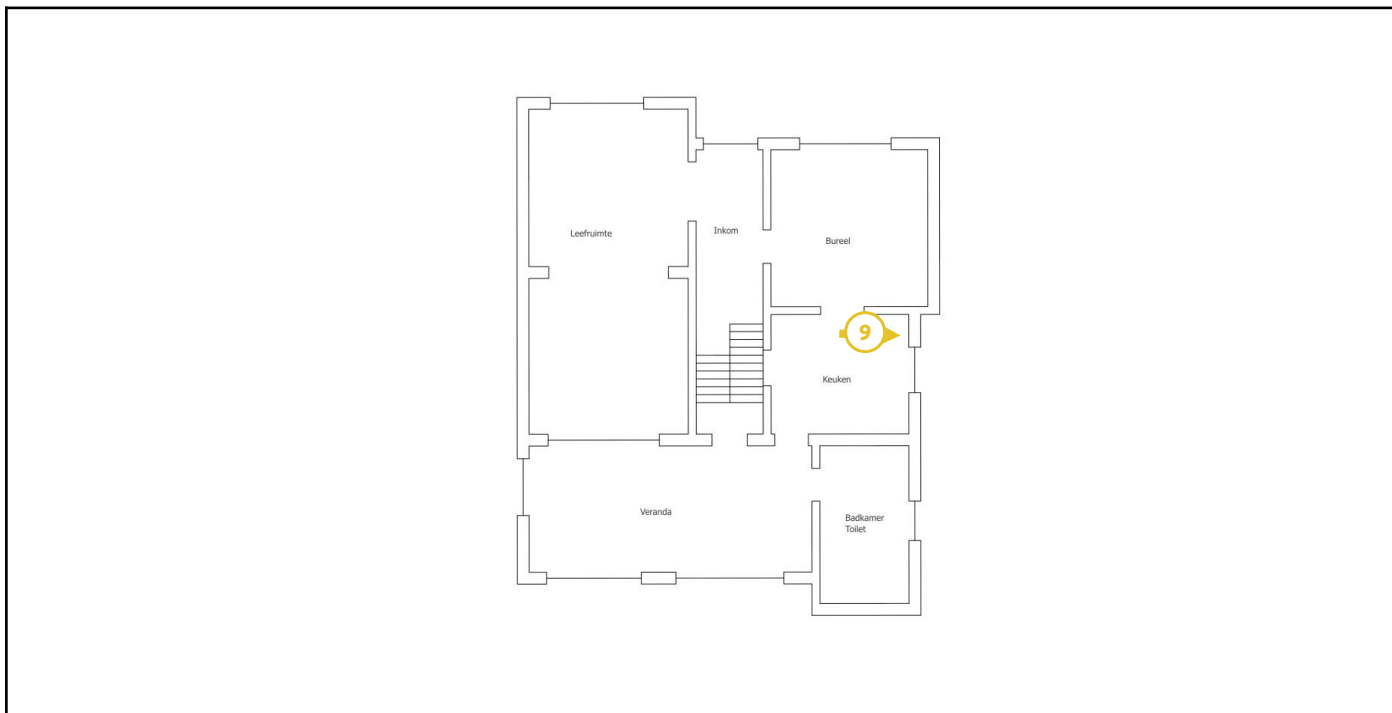 Leefruimte
Inkom
Bureel
9
Keuken
Veranda
Badkamer
Toilet